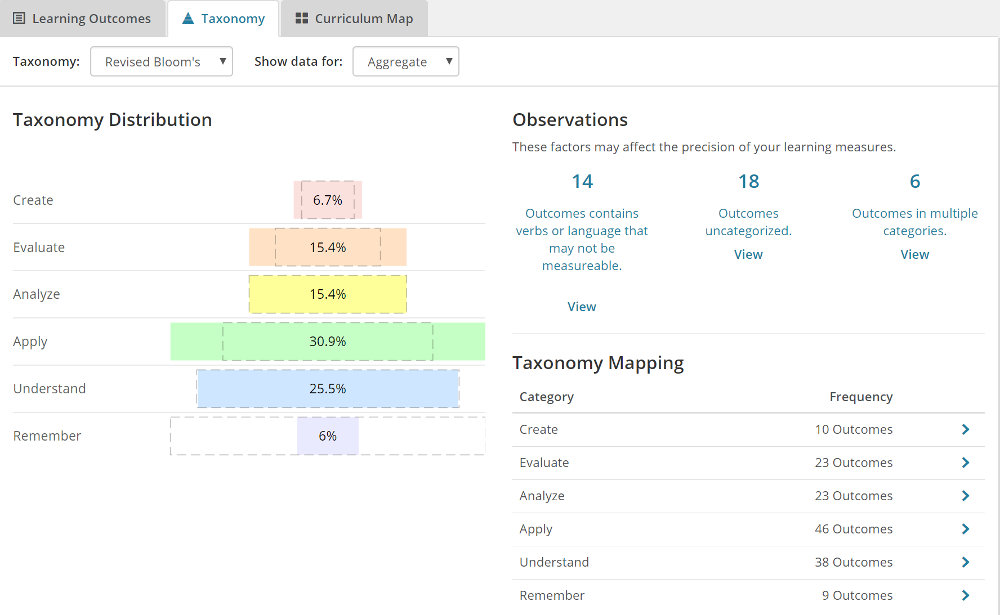 Learning Outcomes
Taxonomy
Curriculum Map
Taxonomy:
Revised Bloom's
Show data for:
Aggregate
Taxonomy Distribution
Create
6.7%
Evaluate
15.4%
Analyze
15.4%
Apply
30.9%
Understand
25.5%
Remember
6%
Observations
These factors may affect the precision of your learning measures.
14
Outcomes contains
verbs or language that
may not be
measureable.
View
18
Outcomes
uncategorized.
View
6
Outcomes in multiple
categories.
View
Taxonomy Mapping
Category Frequency
Create 10 Outcomes
Evaluate 23 Outcomes
Analyze 23 Outcomes
Apply 46 Outcomes
Understand 38 Outcomes
Remember 9 Outcomes